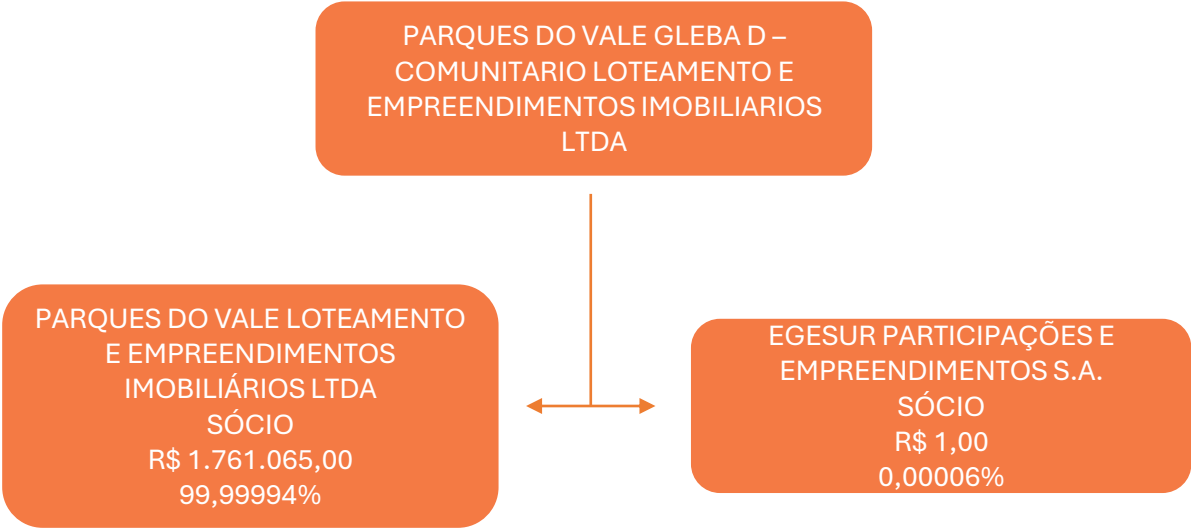 PARQUES DO VALE GLEBA D –
COMUNITARIO LOTEAMENTO E
EMPREENDIMENTOS IMOBILIARIOS
LTDA
PARQUES DO VALE LOTEAMENTO
E EMPREENDIMENTOS
IMOBILIÁRIOS LTDA
SÓCIO
R$ 1.761.065,00
99,99994%
EGESUR PARTICIPAÇÕES E
EMPREENDIMENTOS S.A.
SÓCIO
R$ 1,00
0,00006%